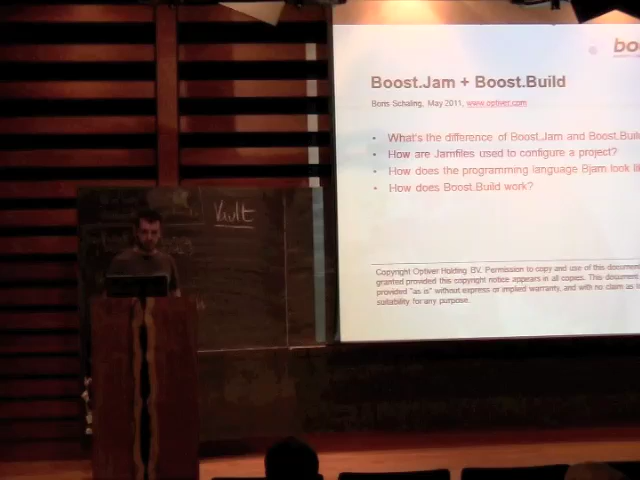 bo
Boost.Jam + Boost.Build
Boris Schäling, May 2011, www.optiver.com
• What's the difference of Boost.Jam and Boost.Buil
• How are Jamfiles used to configure a project?
• How does the programming language Bjam look li
• How does Boost.Build work?
Copyright Optiver Holding BV. Permission to copy and use of this document
granted provided this copyright notice appears in all copies. This document
provided "as is" without express or implied warranty, and with no claim as to
suitability for any purpose.
Vault